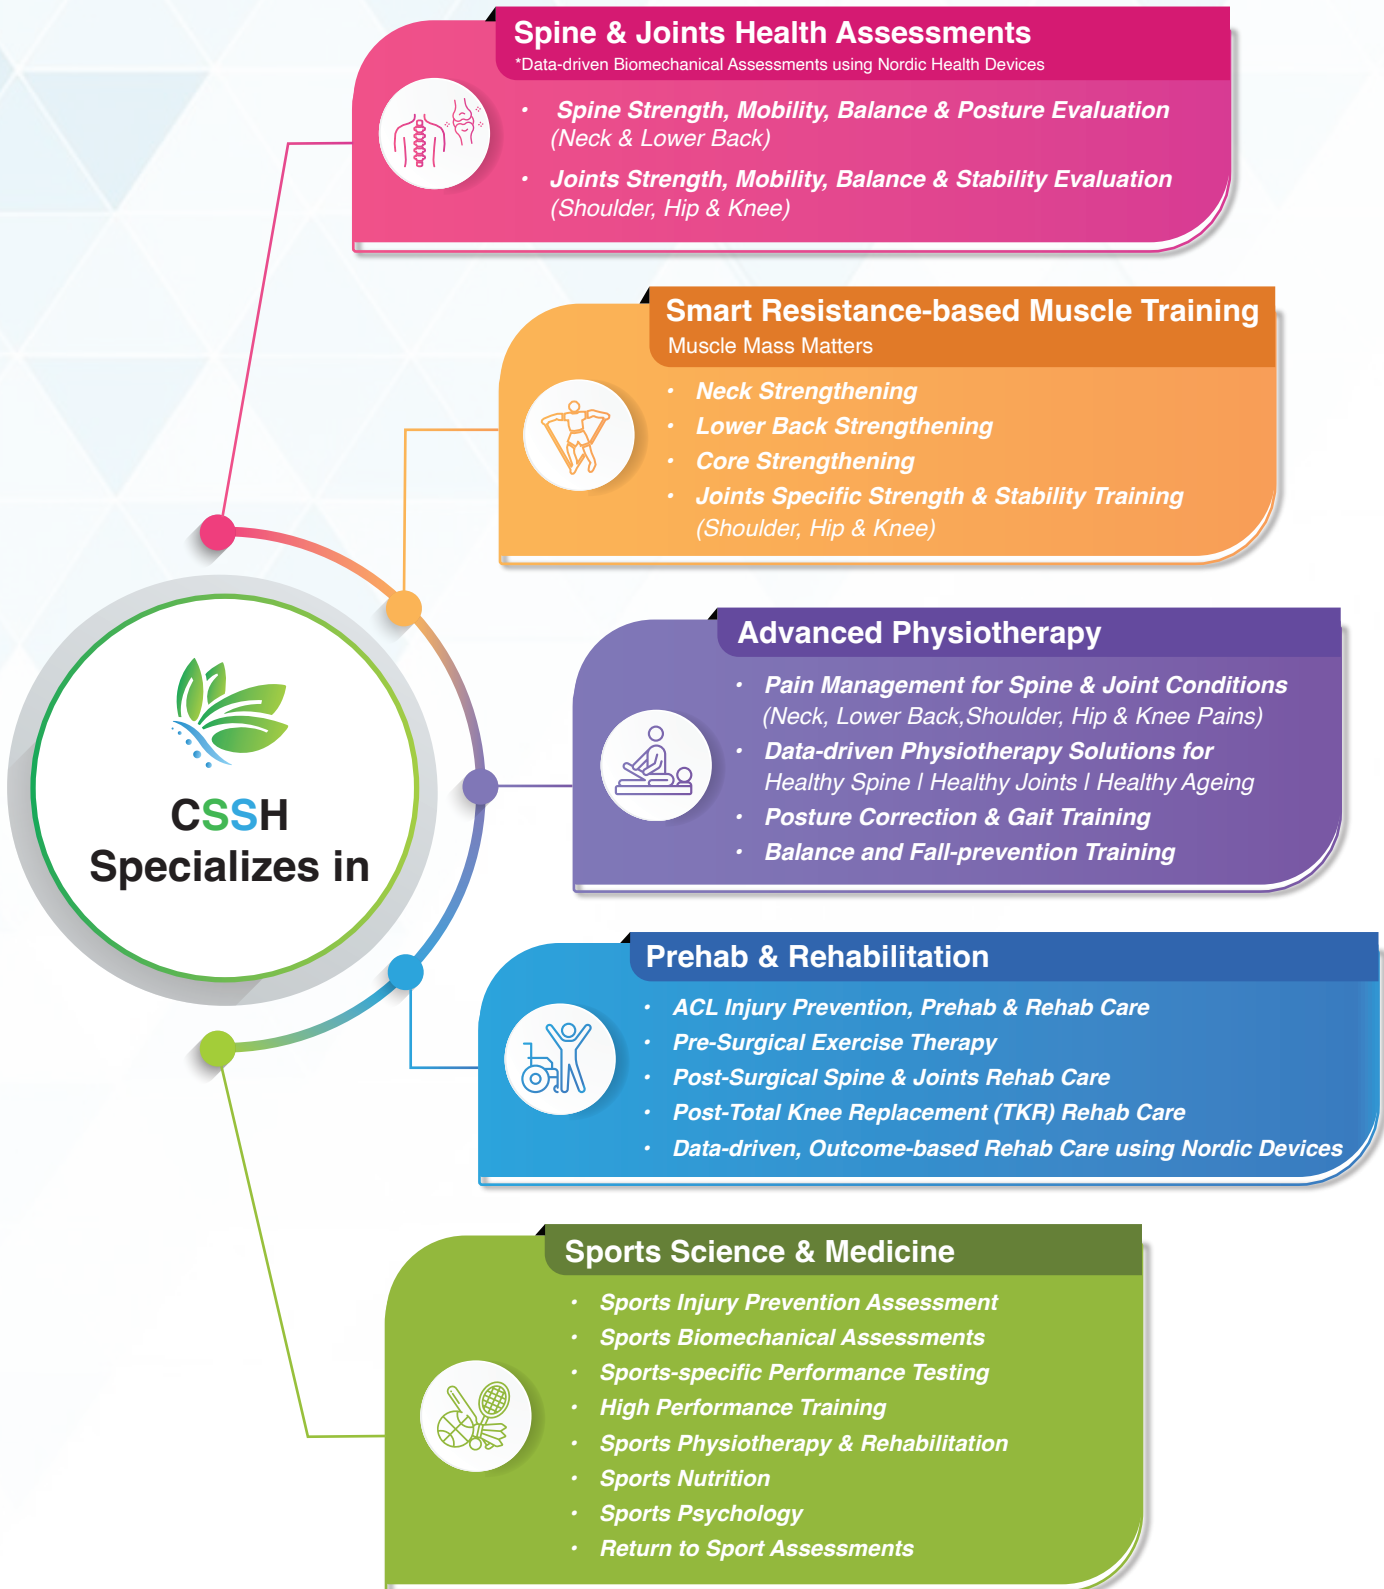 Spine & Joints Health Assessments
*Data-driven Biomechanical Assessments using Nordic Health Devices
• Spine Strength, Mobility, Balance & Posture Evaluation
(Neck & Lower Back)
• Joints Strength, Mobility, Balance & Stability Evaluation
(Shoulder, Hip & Knee)
Smart Resistance-based Muscle Training
Muscle Mass Matters
• Neck Strengthening
• Lower Back Strengthening
• Core Strengthening
• Joints Specific Strength & Stability Training
(Shoulder, Hip & Knee)
CSSH
Specializes in
Advanced Physiotherapy
• Pain Management for Spine & Joint Conditions
(Neck, Lower Back,Shoulder, Hip & Knee Pains)
• Data-driven Physiotherapy Solutions for
Healthy Spine l Healthy Joints l Healthy Ageing
• Posture Correction & Gait Training
• Balance and Fall-prevention Training
Prehab & Rehabilitation
• ACL Injury Prevention, Prehab & Rehab Care
• Pre-Surgical Exercise Therapy
• Post-Surgical Spine & Joints Rehab Care
• Post-Total Knee Replacement (TKR) Rehab Care
• Data-driven, Outcome-based Rehab Care using Nordic Devices
Sports Science & Medicine
• Sports Injury Prevention Assessment
• Sports Biomechanical Assessments
• Sports-specific Performance Testing
• High Performance Training
• Sports Physiotherapy & Rehabilitation
• Sports Nutrition
• Sports Psychology
• Return to Sport Assessments